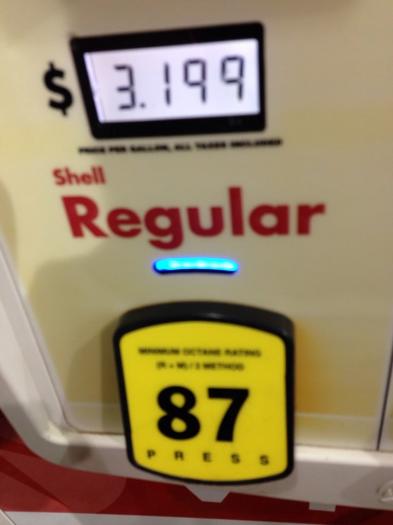 $ 3.199
PRICE PER GALLON, ALL TAXES INCLUDED
Shell
Regular
MINIMUM OCTANE RATING
(R + M) / 2 METHOD
87
PRESS